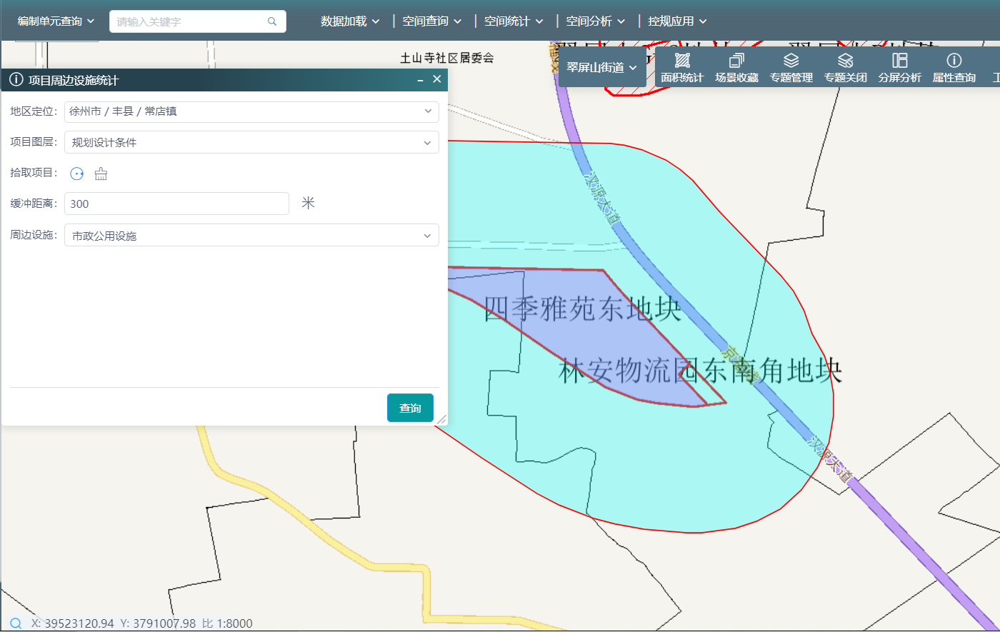 编制单元查询
请输入关键字
数据加载
空间查询
空间统计
空间分析
控规应用
土山寺社区居委会
翠屏山街道
面积统计
场景收藏
专题管理
专题关闭
分屏分析
属性查询
项目周边设施统计
地区定位:
徐州市 / 丰县 / 常店镇
项目图层:
规划设计条件
拾取项目:
缓冲距离:
300
米
周边设施:
市政公用设施
查询
汉源大道
四季雅苑东地块
林安物流园东南角地块
汉源大道
X: 39523120.94 Y: 3791007.98 比 1:8000